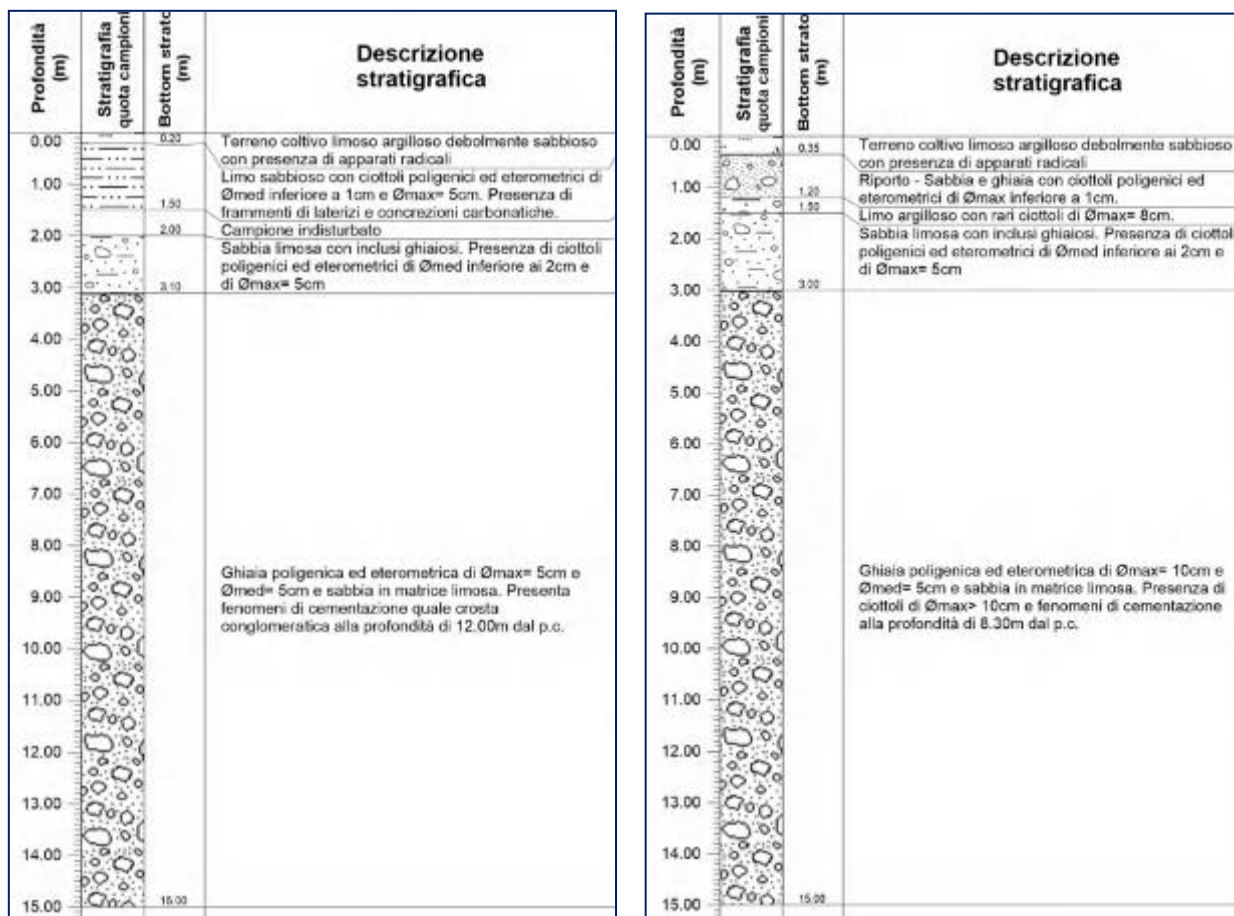 Profondità
(m)
Stratigrafia
quota campioni
Bottom strato
(m)
Descrizione
stratigrafica
0.00
1.00
2.00
3.00
4.00
5.00
6.00
7.00
8.00
9.00
10.00
11.00
12.00
13.00
14.00
15.00
0.20
1.50
2.00
3.10
15.00
Terreno coltivo limoso argilloso debolmente sabbioso
con presenza di apparati radicali
Limo sabbioso con ciottoli poligenici ed eterometrici di
Ømed inferiore a 1cm e Ømax= 5cm. Presenza di
frammenti di laterizi e concrezioni carbonatiche.
Campione indisturbato
Sabbia limosa con inclusi ghiaiosi. Presenza di ciottoli
poligenici ed eterometrici di Ømed inferiore ai 2cm e
di Ømax= 5cm
Ghiaia poligenica ed eterometrica di Ømax= 5cm e
Ømed= 5cm e sabbia in matrice limosa. Presenta
fenomeni di cementazione quale crosta
conglomeratica alla profondità di 12.00m dal p.c.
Profondità
(m)
Stratigrafia
quota campioni
Bottom strato
(m)
Descrizione
stratigrafica
0.00
1.00
2.00
3.00
4.00
5.00
6.00
7.00
8.00
9.00
10.00
11.00
12.00
13.00
14.00
15.00
0.35
1.20
1.50
3.00
15.00
Terreno coltivo limoso argilloso debolmente sabbioso
con presenza di apparati radicali
Riporto - Sabbia e ghiaia con ciottoli poligenici ed
eterometrici di Ømax inferiore a 1cm.
Limo argilloso con rari ciottoli di Ømax= 8cm.
Sabbia limosa con inclusi ghiaiosi. Presenza di ciottoli
poligenici ed eterometrici di Ømed inferiore ai 2cm e
di Ømax= 5cm
Ghiaia poligenica ed eterometrica di Ømax= 10cm e
Ømed= 5cm e sabbia in matrice limosa. Presenza di
ciottoli di Ømax> 10cm e fenomeni di cementazione
alla profondità di 8.30m dal p.c.